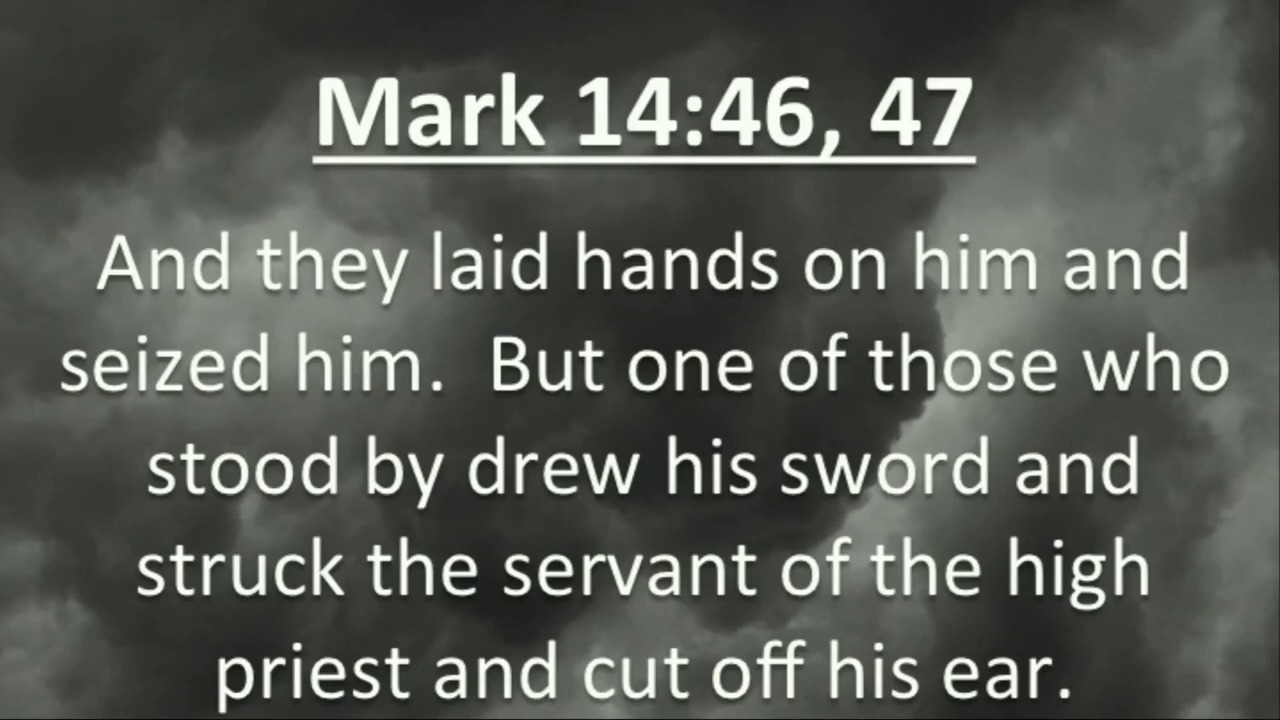 Mark 14:46, 47
And they laid hands on him and
seized him.  But one of those who
stood by drew his sword and
struck the servant of the high
priest and cut off his ear.